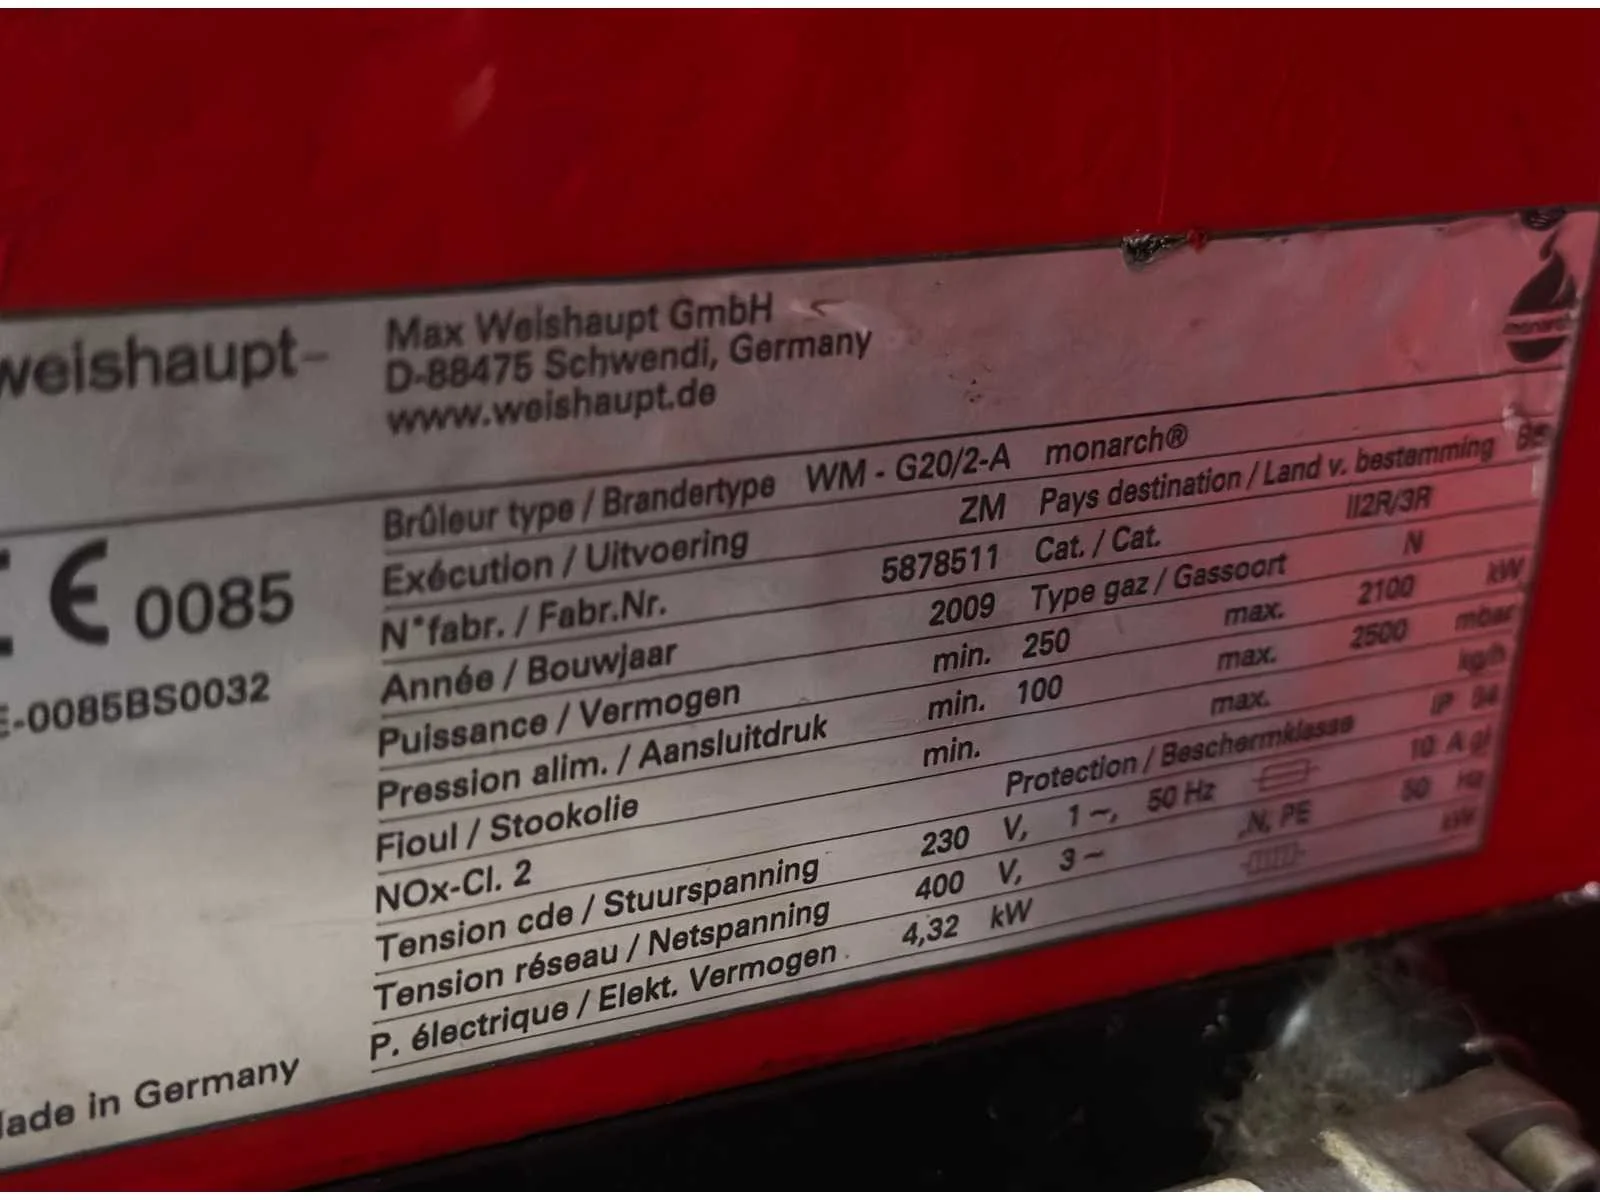 weishaupt–
Max Weishaupt GmbH
D-88475 Schwendi, Germany
www.weishaupt.de
monarch
Brûleur type / Brandertype WM - G20/2-A monarch®
Exécution / Uitvoering ZM Pays destination / Land v. bestemming
N°fabr. / Fabr.Nr. 5878511 Cat. / Cat. II2R/3R
Année / Bouwjaar 2009 Type gaz / Gassoort N
Puissance / Vermogen min. 250 max. 2100 kW
Pression alim. / Aansluitdruk min. 100 max. 2500 mbar
Fioul / Stookolie min. max. kg/h
NOx-Cl. 2 Protection / Beschermklasse IP
Tension cde / Stuurspanning 230 V, 1~, 50 Hz 10 A
Tension réseau / Netspanning 400 V, 3~ ,N, PE 50 Hz
P. électrique / Elekt. Vermogen 4,32 kW
CE 0085
-0085BS0032
ade in Germany